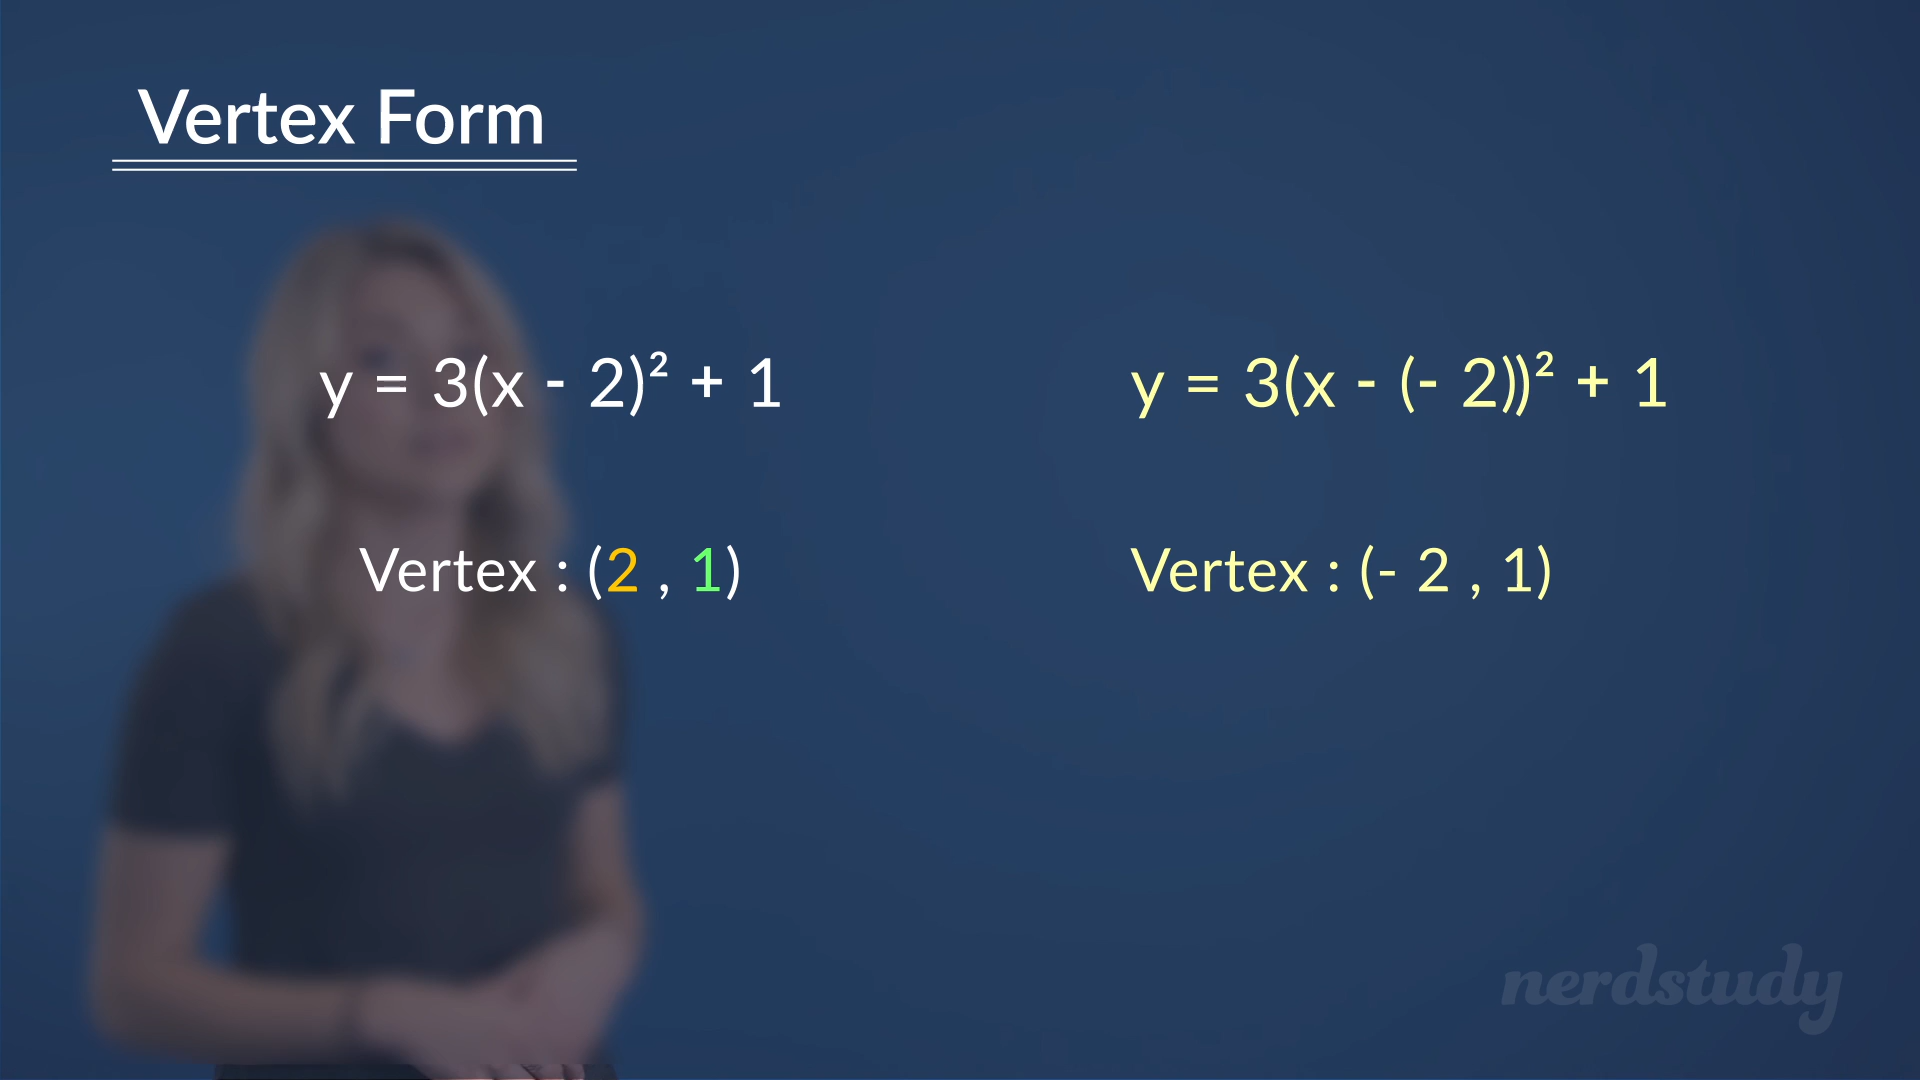 Vertex Form
y = 3(x - 2)² + 1
y = 3(x - (- 2))² + 1
Vertex : (2 , 1)
Vertex : (- 2 , 1)
nerdstudy